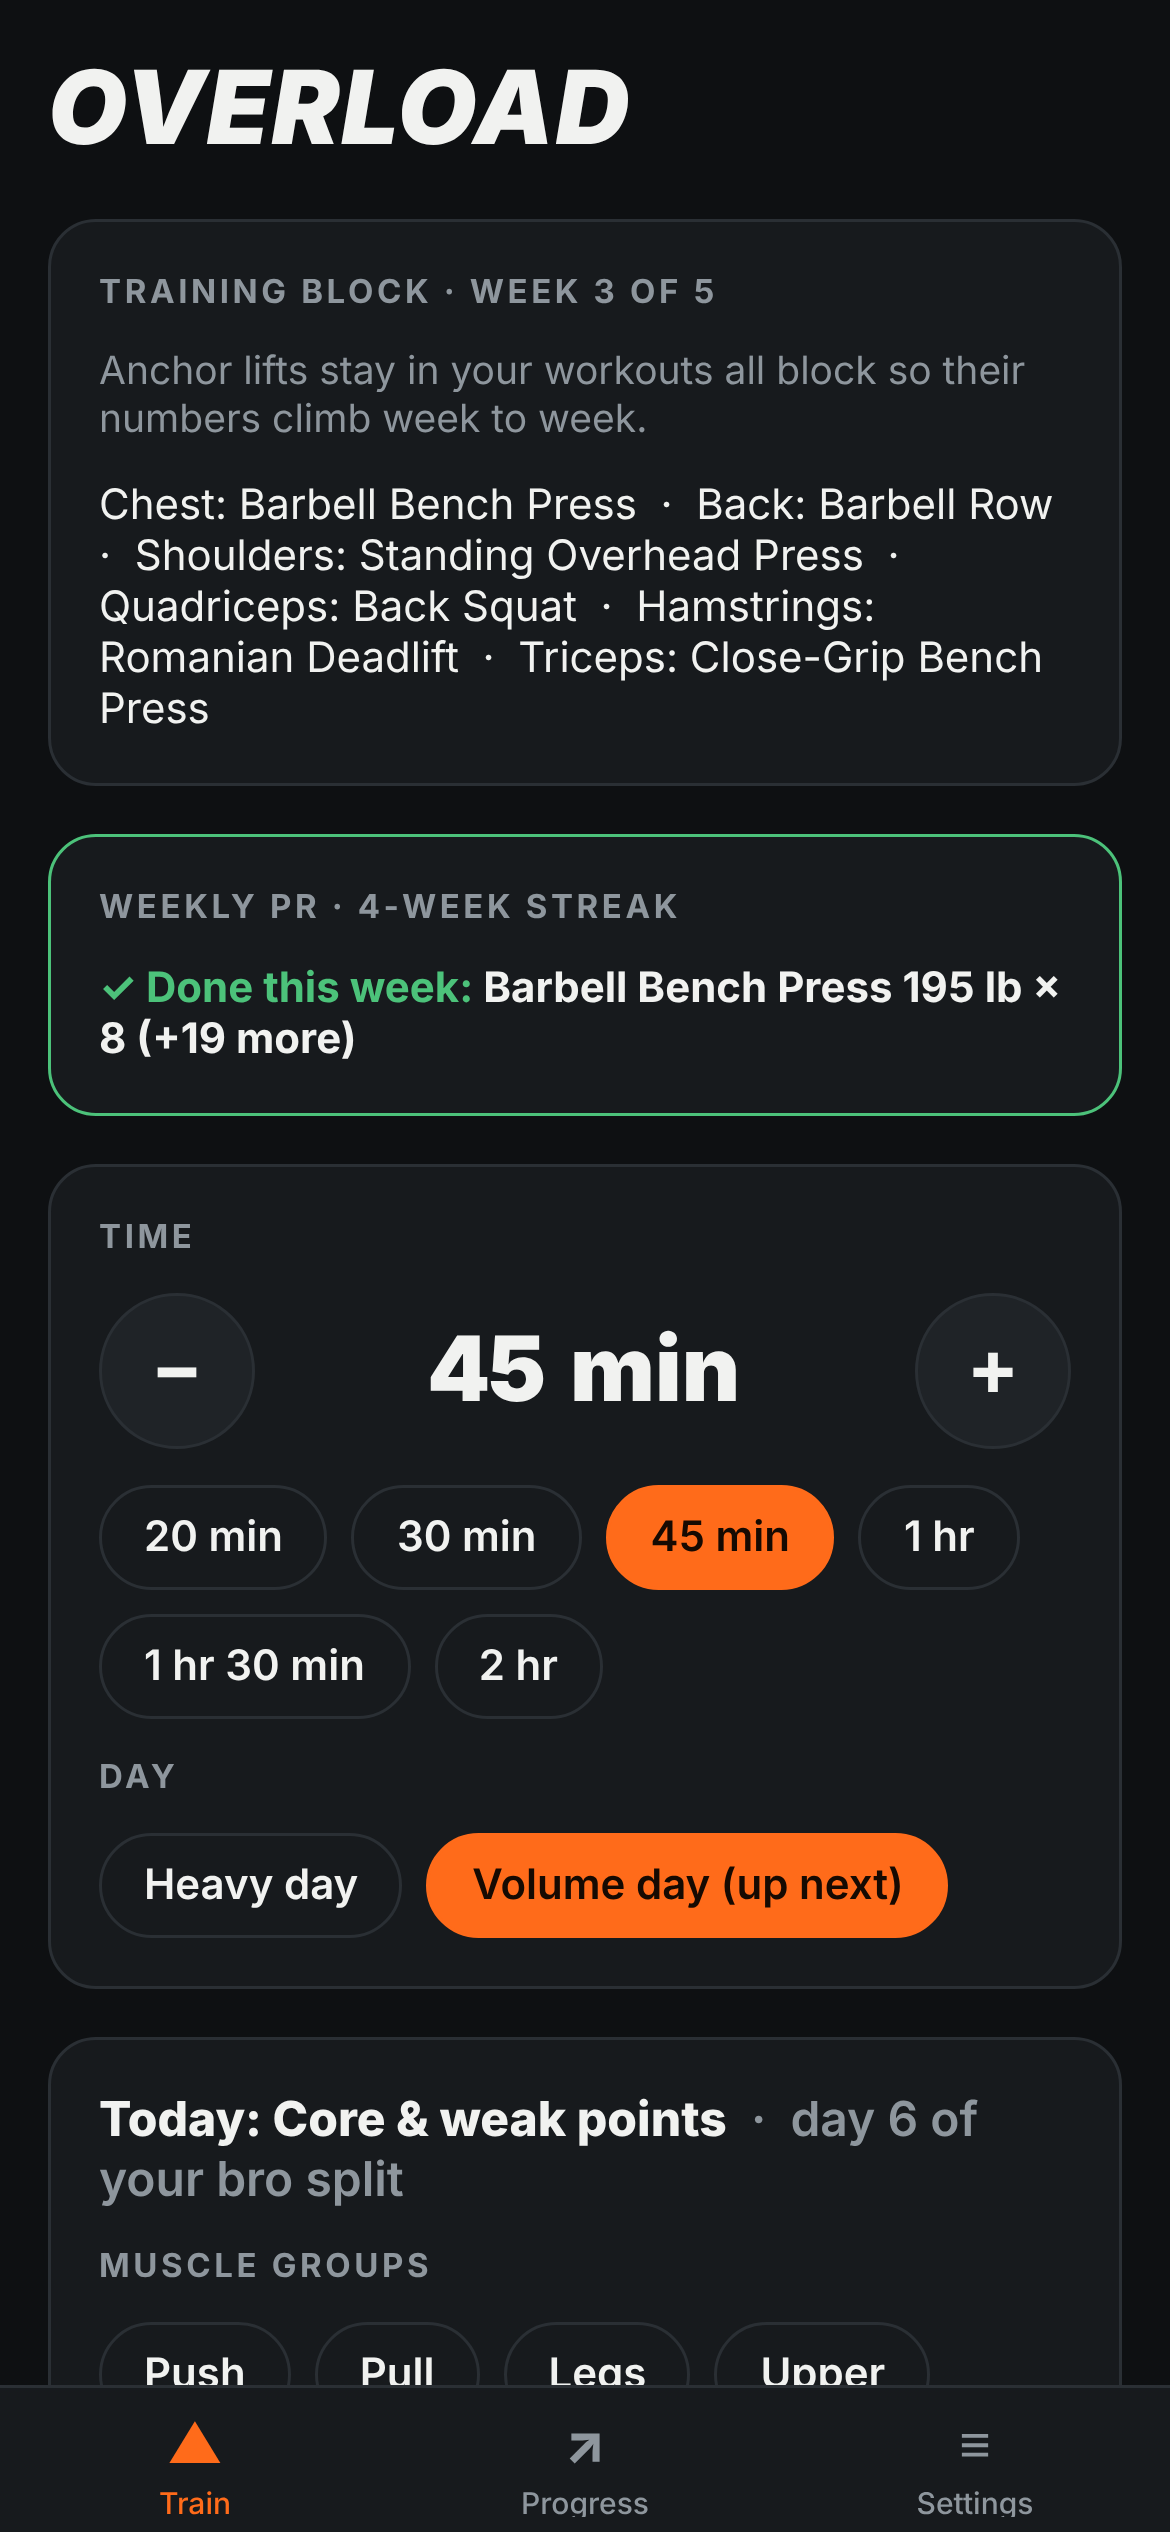 OVERLOAD
TRAINING BLOCK · WEEK 3 OF 5
Anchor lifts stay in your workouts all block so their
numbers climb week to week.
Chest: Barbell Bench Press · Back: Barbell Row
· Shoulders: Standing Overhead Press ·
Quadriceps: Back Squat · Hamstrings:
Romanian Deadlift · Triceps: Close-Grip Bench
Press
WEEKLY PR · 4-WEEK STREAK
✓ Done this week: Barbell Bench Press 195 lb ×
8 (+19 more)
TIME
− 45 min +
20 min 30 min 45 min 1 hr
1 hr 30 min 2 hr
DAY
Heavy day Volume day (up next)
Today: Core & weak points · day 6 of
your bro split
MUSCLE GROUPS
Push Pull Legs Upper
Train Progress Settings